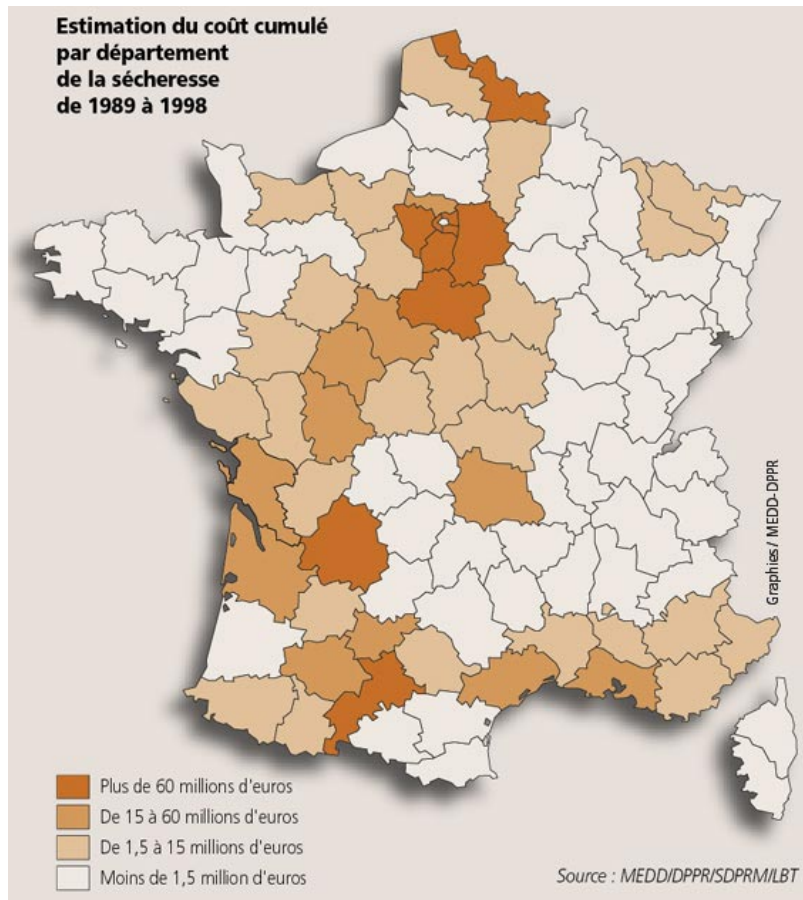 Estimation du coût cumulé
par département
de la sécheresse
de 1989 à 1998
Graphies / MEDD-DPPR
Plus de 60 millions d'euros
De 15 à 60 millions d'euros
De 1,5 à 15 millions d'euros
Moins de 1,5 million d'euros
Source : MEDD/DPPR/SDPRM/LBT